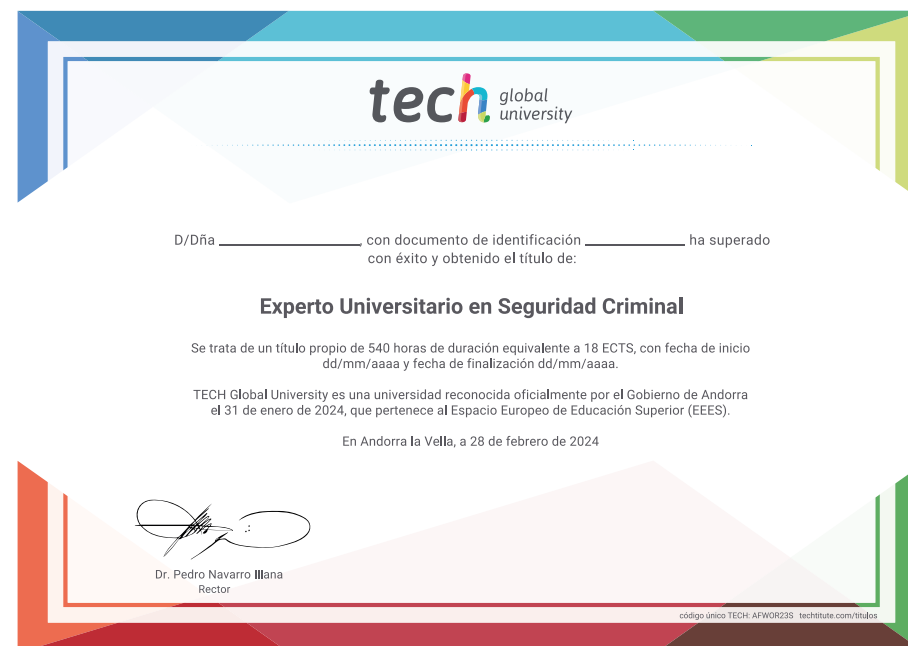 tech global university
D/Dña ____________________, con documento de identificación ______________ ha superado
con éxito y obtenido el título de:
Experto Universitario en Seguridad Criminal
Se trata de un título propio de 540 horas de duración equivalente a 18 ECTS, con fecha de inicio
dd/mm/aaaa y fecha de finalización dd/mm/aaaa.
TECH Global University es una universidad reconocida oficialmente por el Gobierno de Andorra
el 31 de enero de 2024, que pertenece al Espacio Europeo de Educación Superior (EEES).
En Andorra la Vella, a 28 de febrero de 2024
Dr. Pedro Navarro Illana
Rector
código único TECH: AFWOR23S techtitute.com/titulos